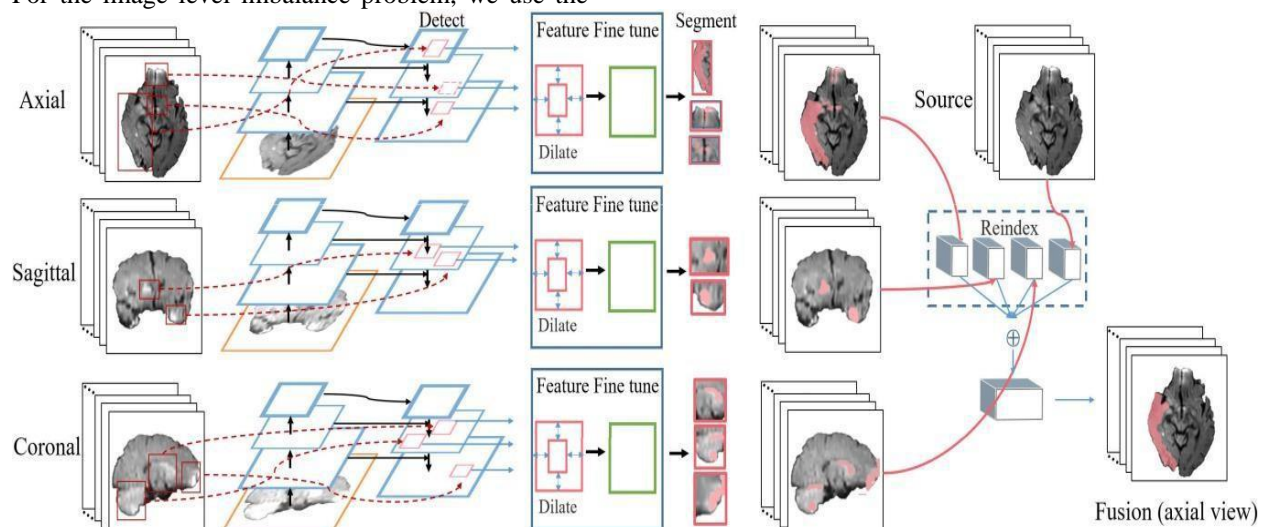 For the image level imbalance problem, we use the
Detect
Segment
Axial
Feature Fine tune
Dilate
Source
Reindex
Sagittal
Feature Fine tune
Dilate
Coronal
Feature Fine tune
Dilate
Fusion (axial view)